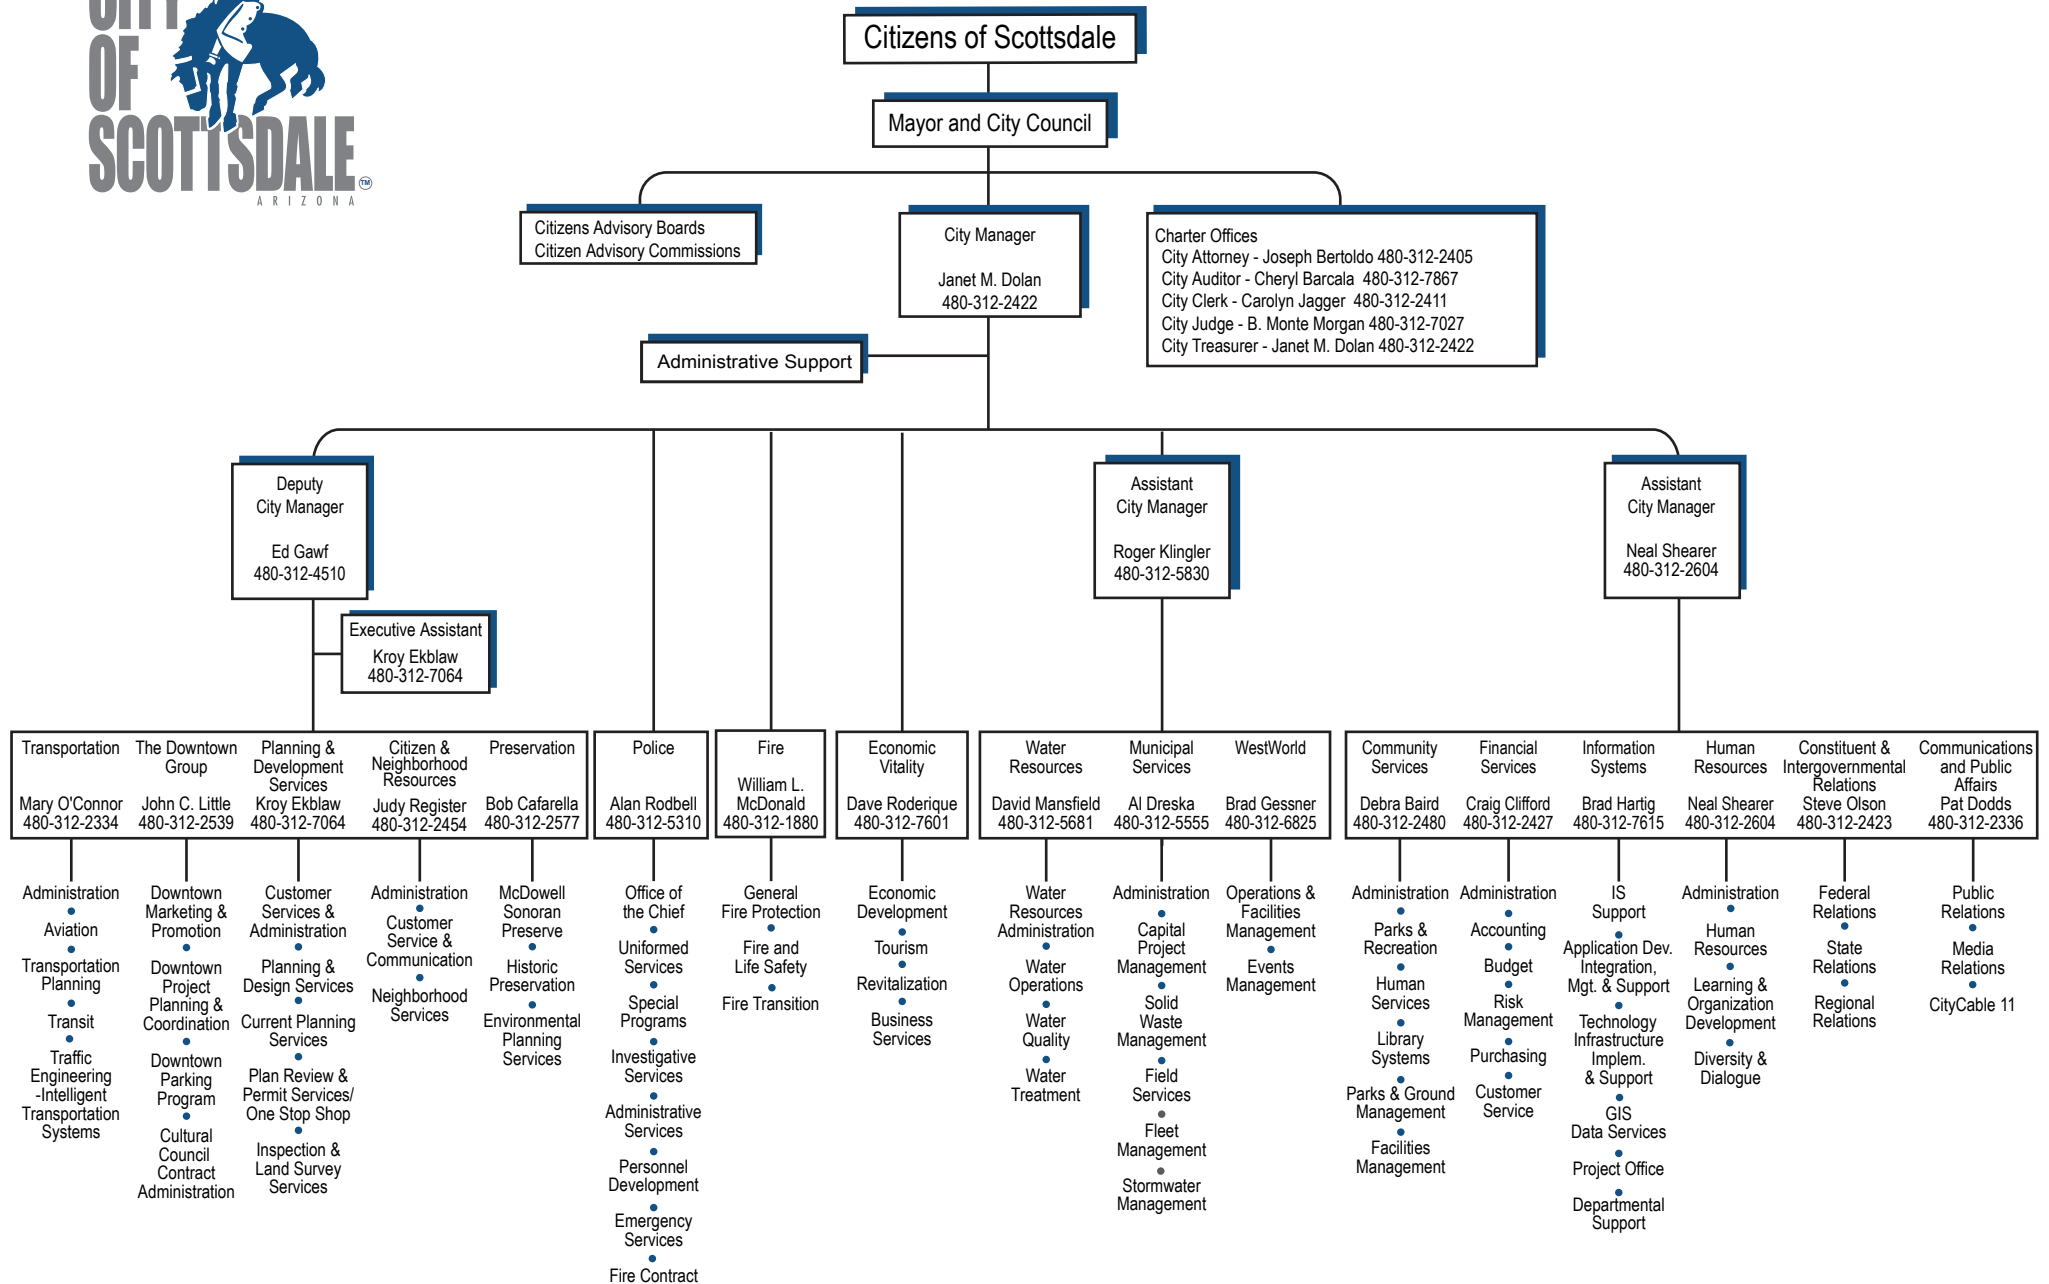 CITY
OF
SCOTTSDALE
TM
ARIZONA
Citizens of Scottsdale
Mayor and City Council
Citizens Advisory Boards
Citizen Advisory Commissions
City Manager
Janet M. Dolan
480-312-2422
Charter Offices
City Attorney - Joseph Bertoldo 480-312-2405
City Auditor - Cheryl Barcala 480-312-7867
City Clerk - Carolyn Jagger 480-312-2411
City Judge - B. Monte Morgan 480-312-7027
City Treasurer - Janet M. Dolan 480-312-2422
Administrative Support
Deputy
City Manager
Ed Gawf
480-312-4510
Executive Assistant
Kroy Ekblaw
480-312-7064
Assistant
City Manager
Roger Klingler
480-312-5830
Assistant
City Manager
Neal Shearer
480-312-2604
Transportation
Mary O'Connor
480-312-2334
Administration
Aviation
Transportation
Planning
Transit
Traffic
Engineering
-Intelligent
Transportation
Systems
The Downtown
Group
John C. Little
480-312-2539
Downtown
Marketing &
Promotion
Downtown
Project
Planning &
Coordination
Downtown
Parking
Program
Cultural
Council
Contract
Administration
Planning &
Development
Services
Kroy Ekblaw
480-312-7064
Customer
Services &
Administration
Planning &
Design Services
Current Planning
Services
Plan Review &
Permit Services/
One Stop Shop
Inspection &
Land Survey
Services
Citizen &
Neighborhood
Resources
Judy Register
480-312-2454
Administration
Customer
Service &
Communication
Neighborhood
Services
Preservation
Bob Cafarella
480-312-2577
McDowell
Sonoran
Preserve
Historic
Preservation
Environmental
Planning
Services
Police
Alan Rodbell
480-312-5310
Office of
the Chief
Uniformed
Services
Special
Programs
Investigative
Services
Administrative
Services
Personnel
Development
Emergency
Services
Fire Contract
Fire
William L.
McDonald
480-312-1880
General
Fire Protection
Fire and
Life Safety
Fire Transition
Economic
Vitality
Dave Roderique
480-312-7601
Economic
Development
Tourism
Revitalization
Business
Services
Water
Resources
David Mansfield
480-312-5681
Water
Resources
Administration
Water
Operations
Water
Quality
Water
Treatment
Municipal
Services
Al Dreska
480-312-5555
Administration
Capital
Project
Management
Solid
Waste
Management
Field
Services
Fleet
Management
Stormwater
Management
WestWorld
Brad Gessner
480-312-6825
Operations &
Facilities
Management
Events
Management
Community
Services
Debra Baird
480-312-2480
Administration
Parks &
Recreation
Human
Services
Library
Systems
Parks & Ground
Management
Facilities
Management
Financial
Services
Craig Clifford
480-312-2427
Administration
Accounting
Budget
Risk
Management
Purchasing
Customer
Service
Information
Systems
Brad Hartig
480-312-7615
IS
Support
Application Dev.
Integration,
Mgt. & Support
Technology
Infrastructure
Implem.
& Support
GIS
Data Services
Project Office
Departmental
Support
Human
Resources
Neal Shearer
480-312-2604
Administration
Human
Resources
Learning &
Organization
Development
Diversity &
Dialogue
Constituent &
Intergovernmental
Relations
Steve Olson
480-312-2423
Federal
Relations
State
Relations
Regional
Relations
Communications
and Public
Affairs
Pat Dodds
480-312-2336
Public
Relations
Media
Relations
CityCable 11